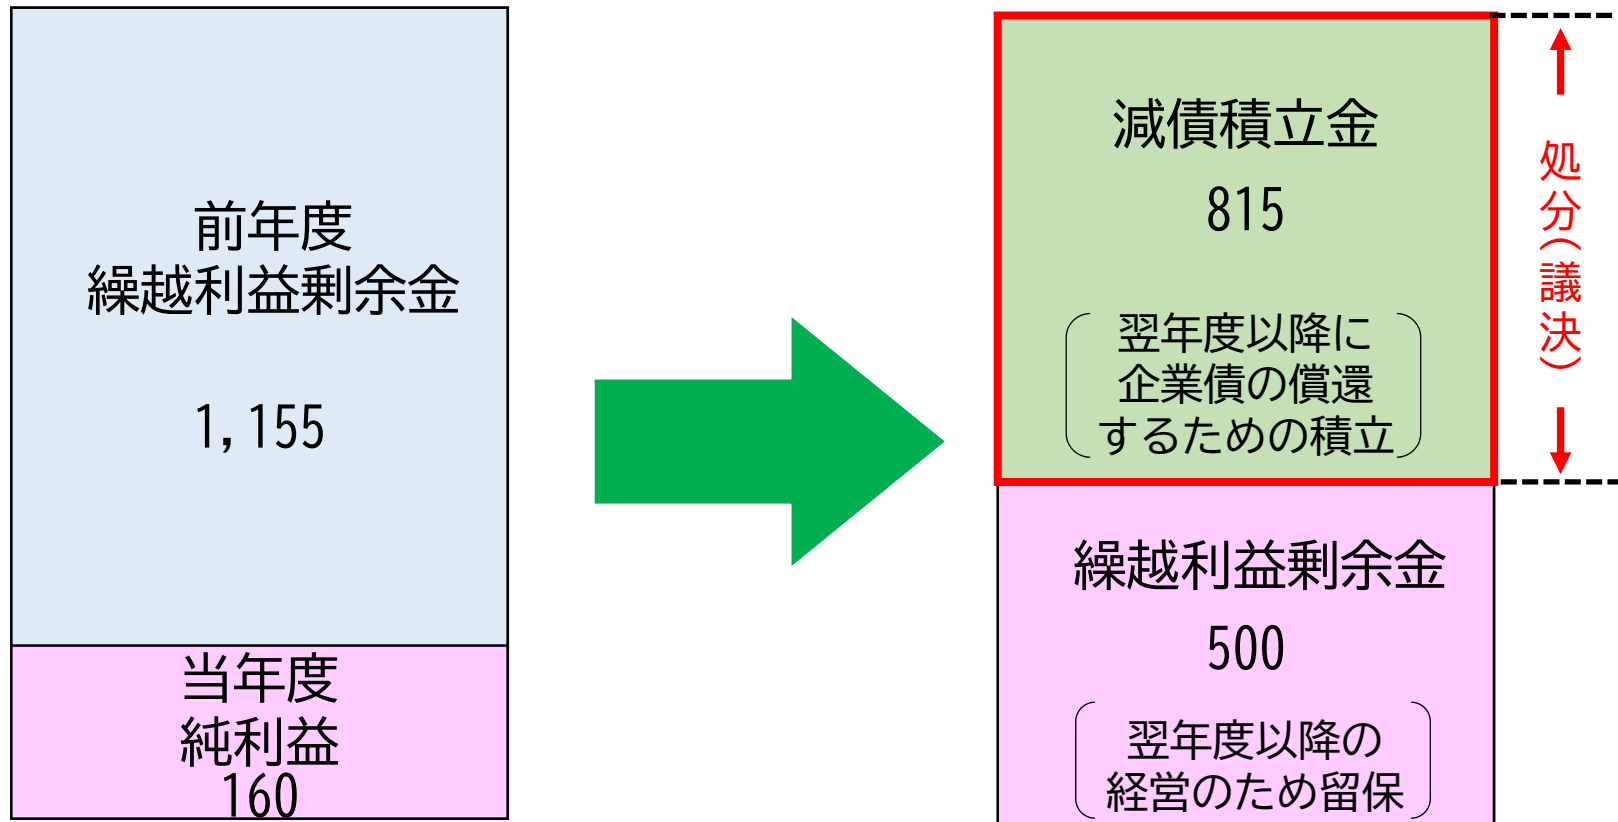 前年度
繰越利益剰余金
1,155
当年度
純利益
160
減債積立金
815
翌年度以降に
企業債の償還
するための積立
処分(議決)
繰越利益剰余金
500
翌年度以降の
経営のため留保